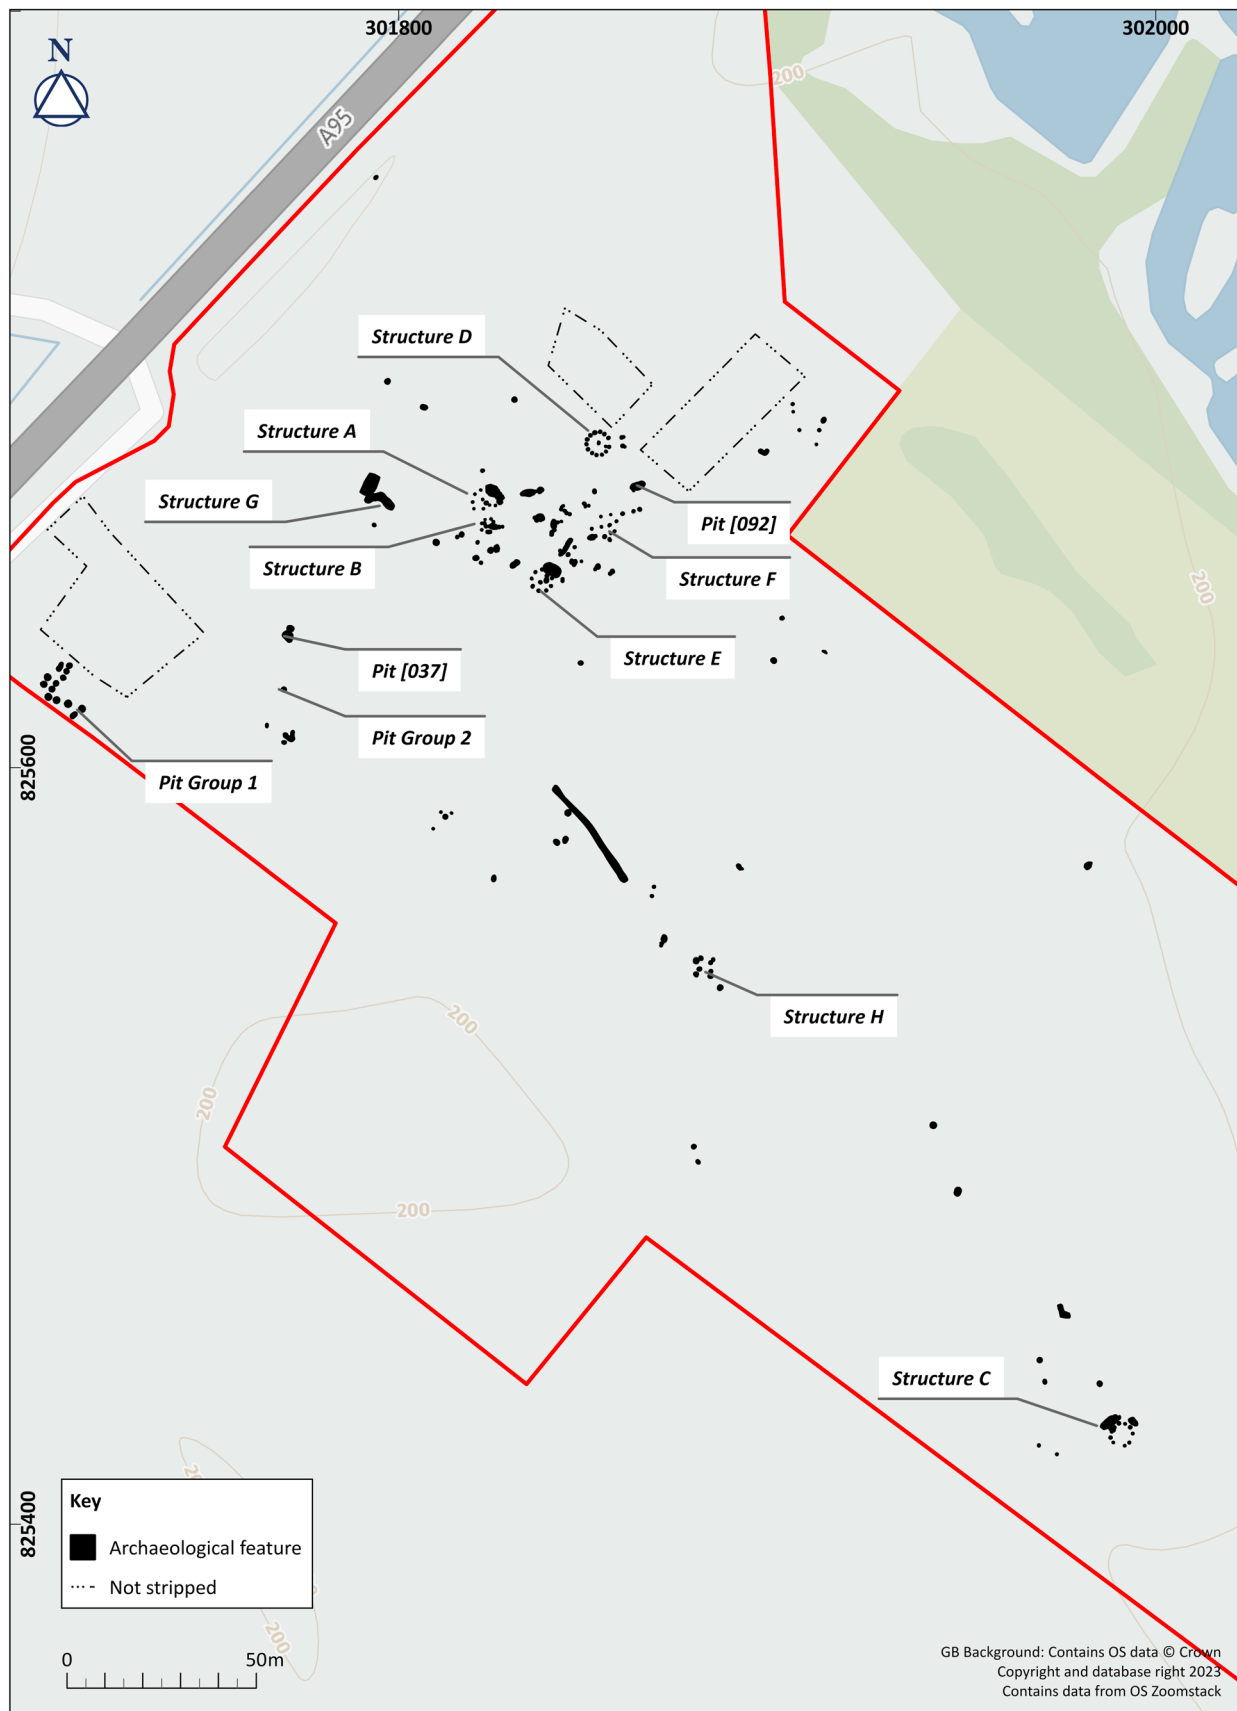 301800
302000
N
A95
200
Structure D
Structure A
Structure G
Pit [092]
Structure B
Structure F
200
Structure E
Pit [037]
Pit Group 2
825600
Pit Group 1
200
Structure H
200
200
Structure C
Key
825400
Archaeological feature
Not stripped
200
0 50m
GB Background: Contains OS data © Crown
Copyright and database right 2023
Contains data from OS Zoomstack